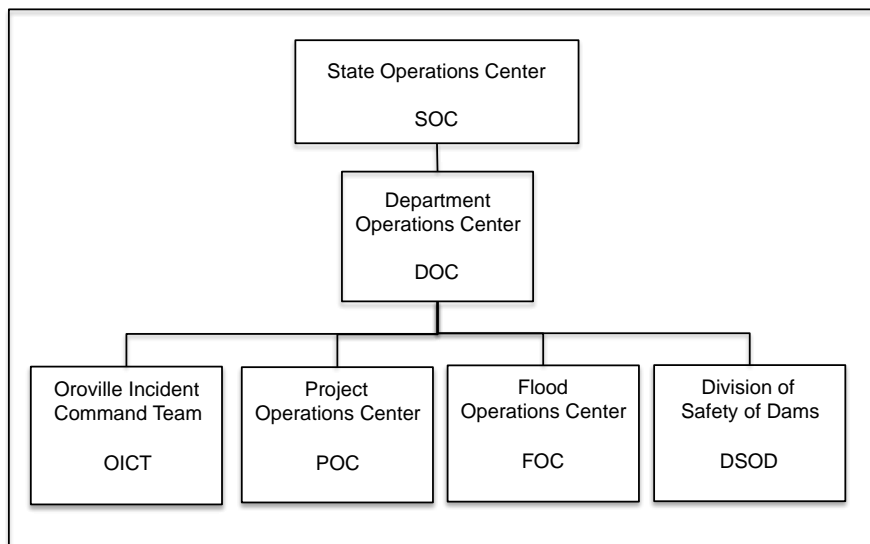 State Operations Center
SOC
Department
Operations Center
DOC
Oroville Incident
Command Team
OICT
Project
Operations Center
POC
Flood
Operations Center
FOC
Division of
Safety of Dams
DSOD